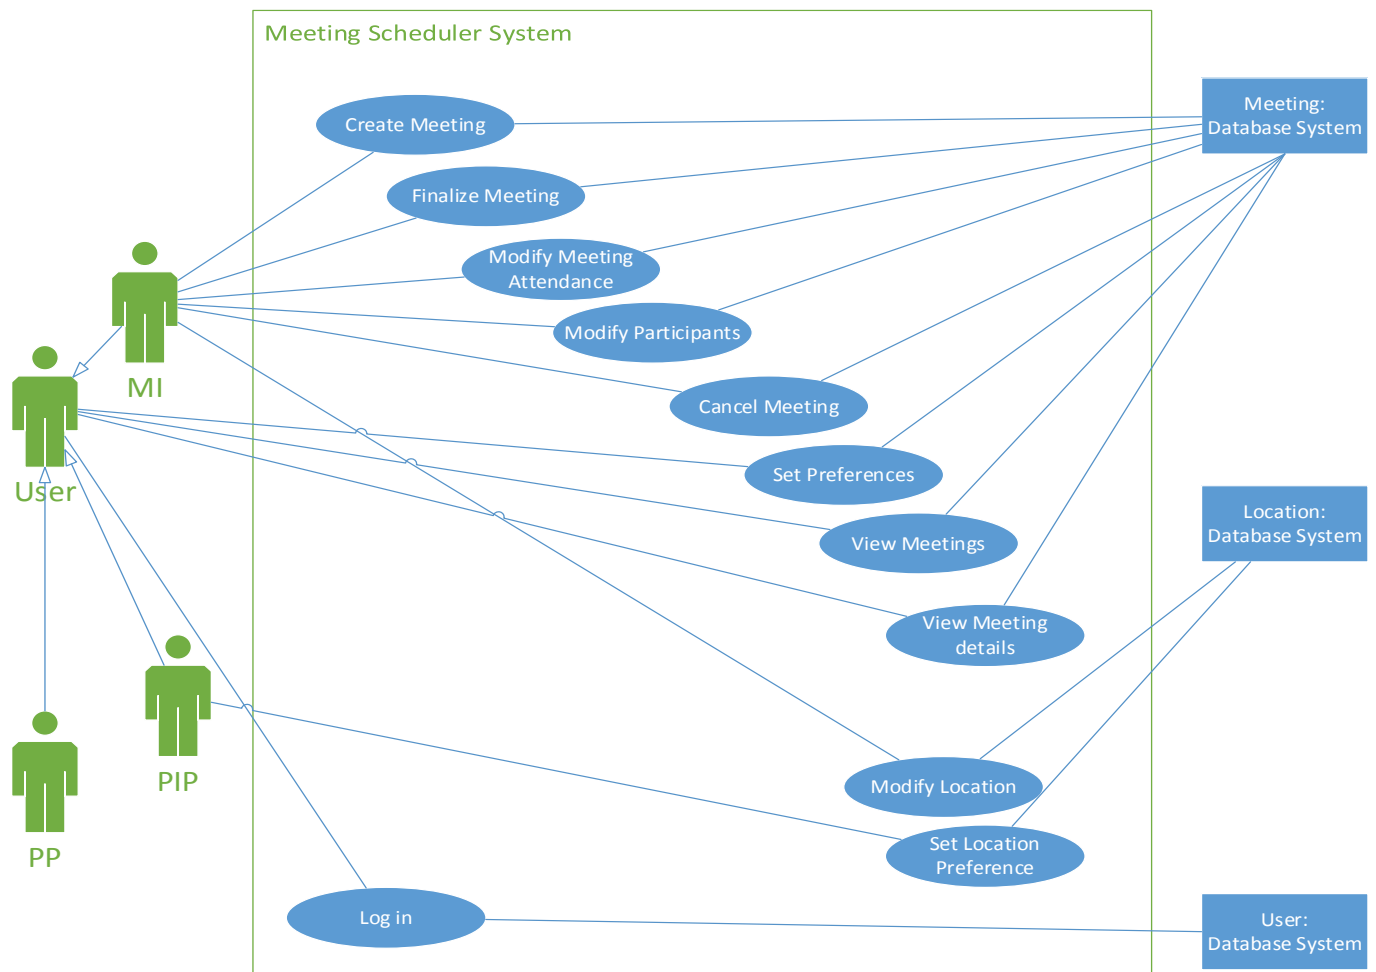 Meeting Scheduler System
Meeting:
Database System
Create Meeting
Finalize Meeting
Modify Meeting
Attendance
Modify Participants
MI
Cancel Meeting
User
Set Preferences
View Meetings
Location:
Database System
View Meeting
details
PIP
Modify Location
PP
Set Location
Preference
Log in
User:
Database System